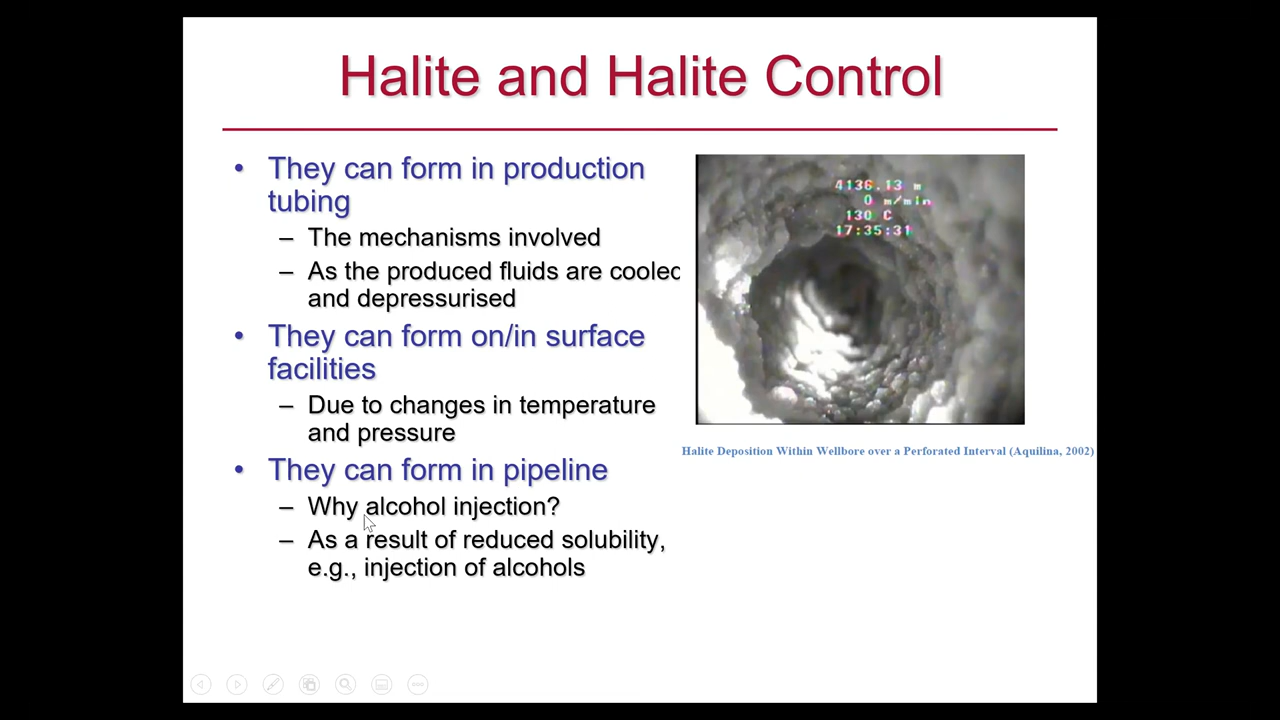 Halite and Halite Control
• They can form in production
tubing
– The mechanisms involved
– As the produced fluids are cooled
and depressurised
• They can form on/in surface
facilities
– Due to changes in temperature
and pressure
• They can form in pipeline
– Why alcohol injection?
– As a result of reduced solubility,
e.g., injection of alcohols
4136.13 m
0 m/min
130 C
17:35:31
Halite Deposition Within Wellbore over a Perforated Interval (Aquilina, 2002)